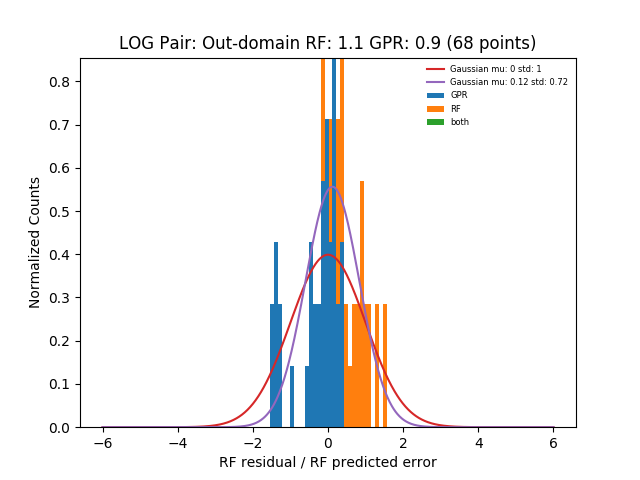 LOG Pair: Out-domain RF: 1.1 GPR: 0.9 (68 points)
Gaussian mu: 0 std: 1
Gaussian mu: 0.12 std: 0.72
GPR
RF
both
Normalized Counts
0.8
0.7
0.6
0.5
0.4
0.3
0.2
0.1
0.0
−6
−4
−2
0
2
4
6
RF residual / RF predicted error